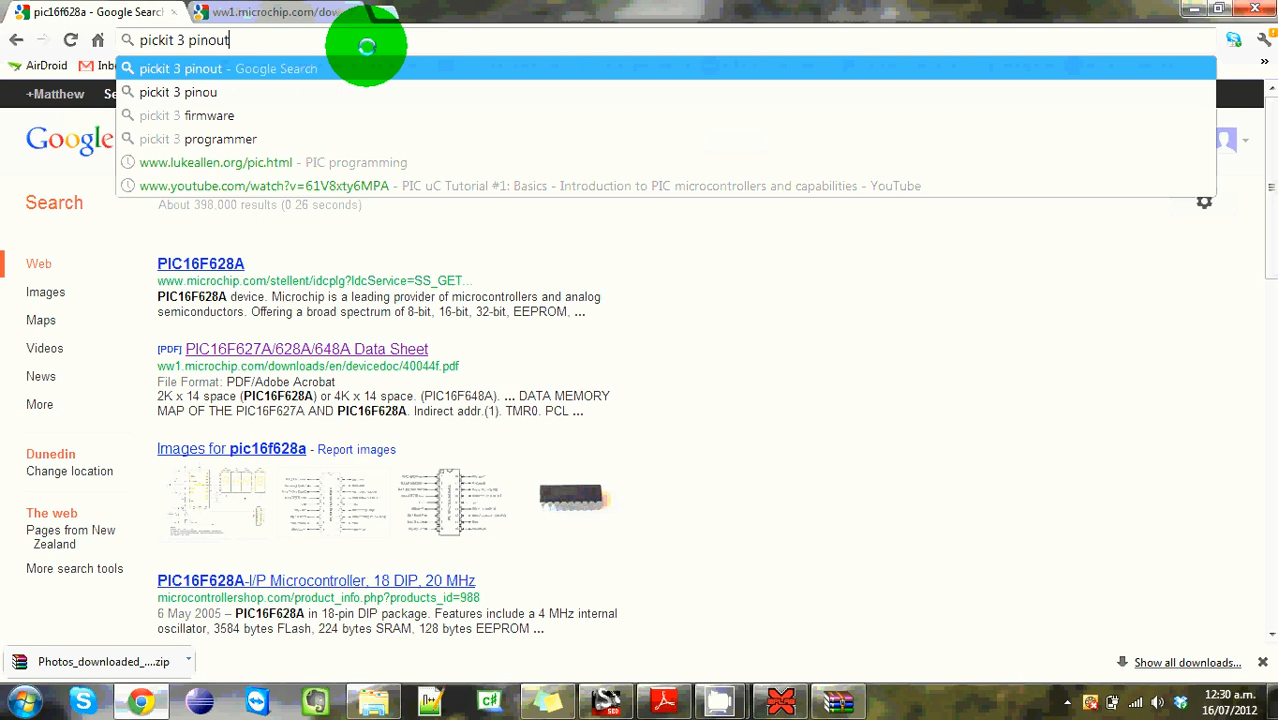 pic16f628a - Google Search
ww1.microchip.com/dow
pickit 3 pinout
AirDroid
pickit 3 pinout - Google Search
pickit 3 pinou
pickit 3 firmware
pickit 3 programmer
www.lukeallen.org/pic.html - PIC programming
www.youtube.com/watch?v=61V8xty6MPA - PIC uC Tutorial #1: Basics - Introduction to PIC microcontrollers and capabilities - YouTube
+Matthew
Google
Search
About 398,000 results (0.26 seconds)
Web
Images
Maps
Videos
News
More
Dunedin
Change location
The web
Pages from New
Zealand
More search tools
PIC16F628A
www.microchip.com/stellent/idcplg?IdcService=SS_GET...
PIC16F628A device. Microchip is a leading provider of microcontrollers and analog
semiconductors. Offering a broad spectrum of 8-bit, 16-bit, 32-bit, EEPROM, ...
[PDF] PIC16F627A/628A/648A Data Sheet
ww1.microchip.com/downloads/en/devicedoc/40044f.pdf
File Format: PDF/Adobe Acrobat
2K x 14 space (PIC16F628A) or 4K x 14 space. (PIC16F648A). ... DATA MEMORY
MAP OF THE PIC16F627A AND PIC16F628A. Indirect addr.(1). TMR0. PCL ...
Images for pic16f628a - Report images
PIC16F628A-I/P Microcontroller, 18 DIP, 20 MHz
microcontrollershop.com/product_info.php?products_id=988
6 May 2005 – PIC16F628A in 18-pin DIP package. Features include a 4 MHz internal
oscillator, 3584 bytes FLash, 224 bytes SRAM, 128 bytes EEPROM ...
Photos_downloaded_....zip
Show all downloads...
12:30 a.m.
16/07/2012